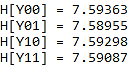 H[Y00] = 7.59363
H[Y01] = 7.58955
H[Y10] = 7.59298
H[Y11] = 7.59087